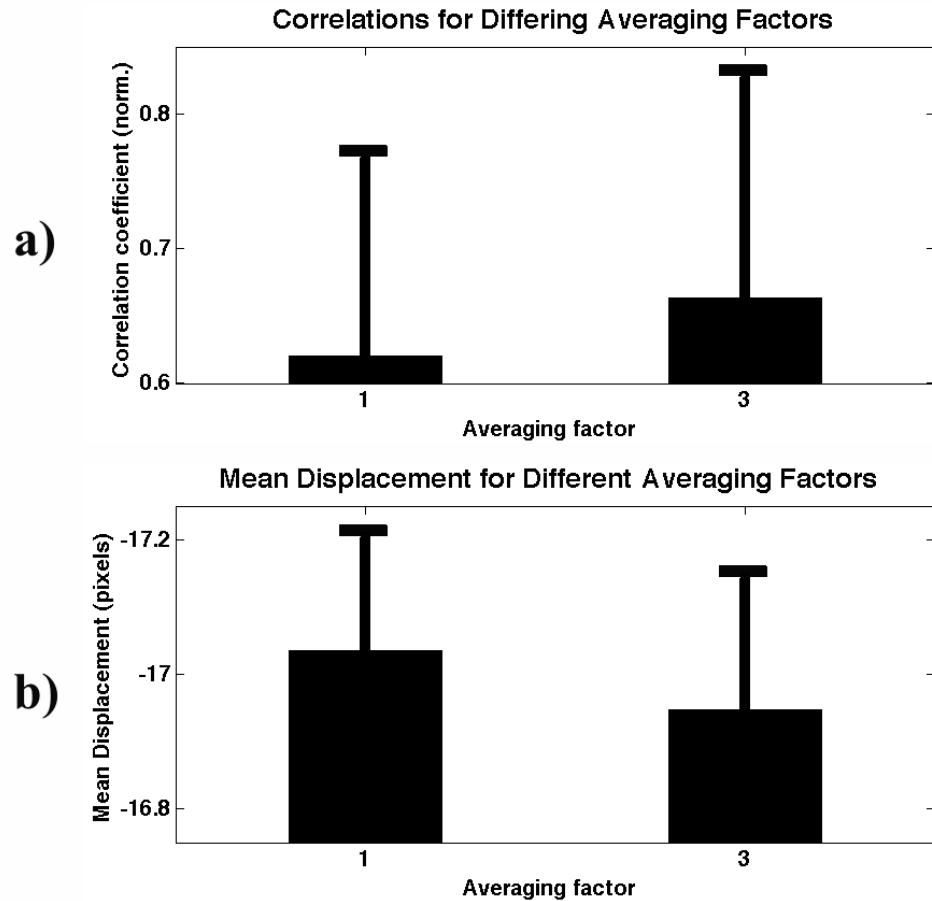 Correlations for Differing Averaging Factors
a)
Correlation coefficient (norm.)
0.8
0.7
0.6
1
3
Averaging factor
Mean Displacement for Different Averaging Factors
b)
Mean Displacement (pixels)
-17.2
-17
-16.8
1
3
Averaging factor